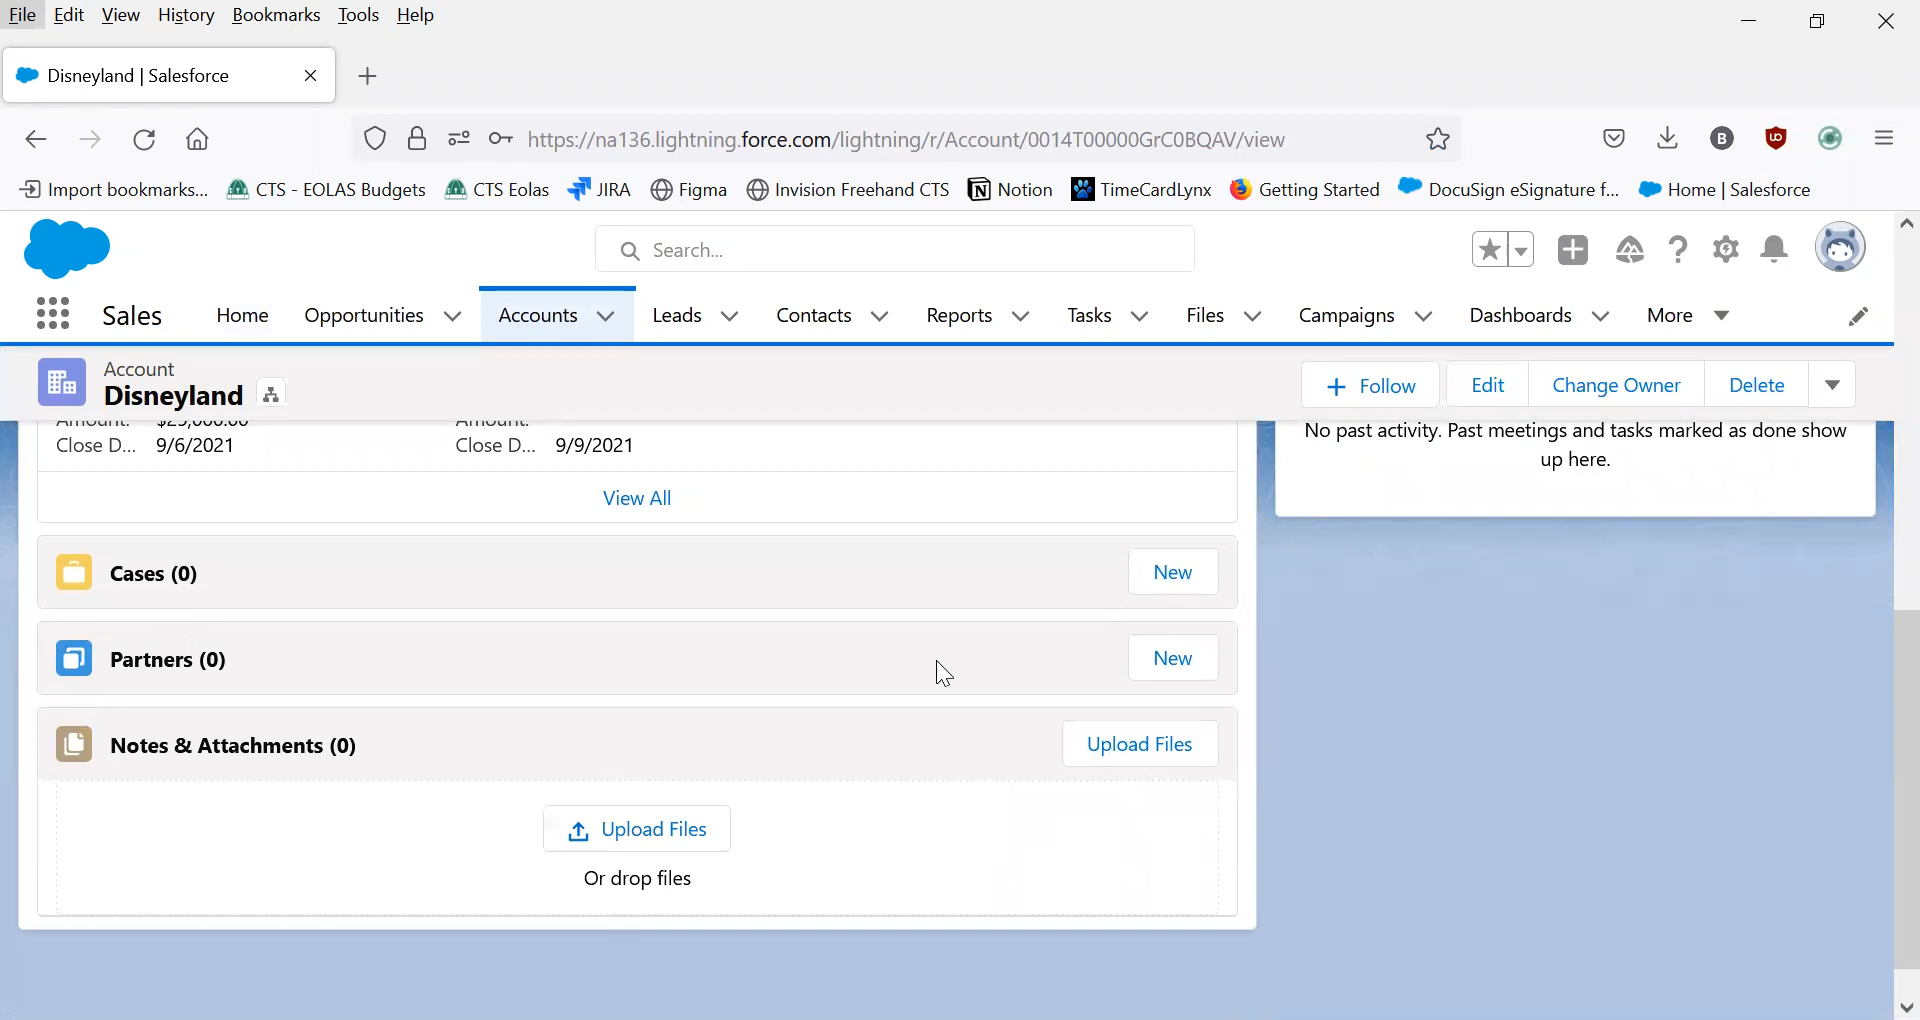 File Edit View History Bookmarks Tools Help
Disneyland | Salesforce
https://na136.lightning.force.com/lightning/r/Account/0014T00000GrC0BQAV/view
B
Import bookmarks... CTS - EOLAS Budgets CTS Eolas JIRA Figma Invision Freehand CTS Notion TimeCardLynx Getting Started DocuSign eSignature f... Home | Salesforce
Search...
Sales Home Opportunities Accounts Leads Contacts Reports Tasks Files Campaigns Dashboards More
Account
Disneyland
Follow Edit Change Owner Delete
Amount: $25,000.00 Amount:
Close D... 9/6/2021 Close D... 9/9/2021
No past activity. Past meetings and tasks marked as done show
up here.
View All
Cases (0) New
Partners (0) New
Notes & Attachments (0) Upload Files
Upload Files
Or drop files